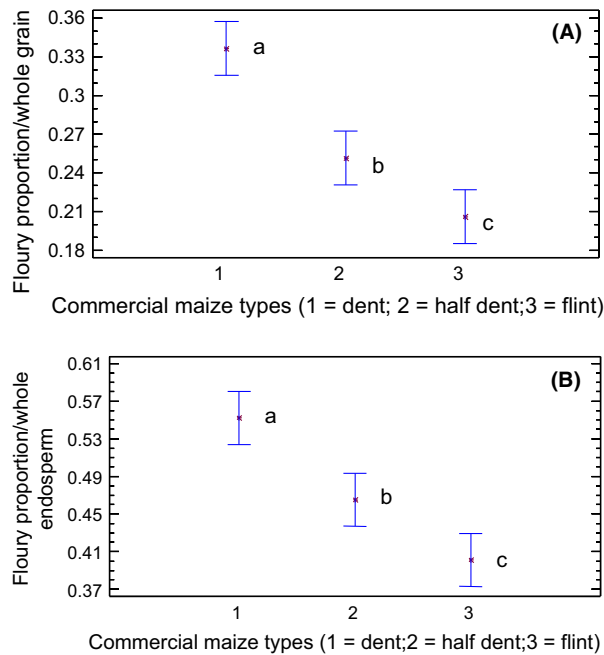 (A)
Floury proportion/whole grain
0.36
0.33
0.3
0.27
0.24
0.21
0.18
a
b
c
1 2 3
Commercial maize types (1 = dent; 2 = half dent;3 = flint)
(B)
Floury proportion/whole
endosperm
0.61
0.57
0.53
0.49
0.45
0.41
0.37
a
b
c
1 2 3
Commercial maize types (1 = dent;2 = half dent;3 = flint)